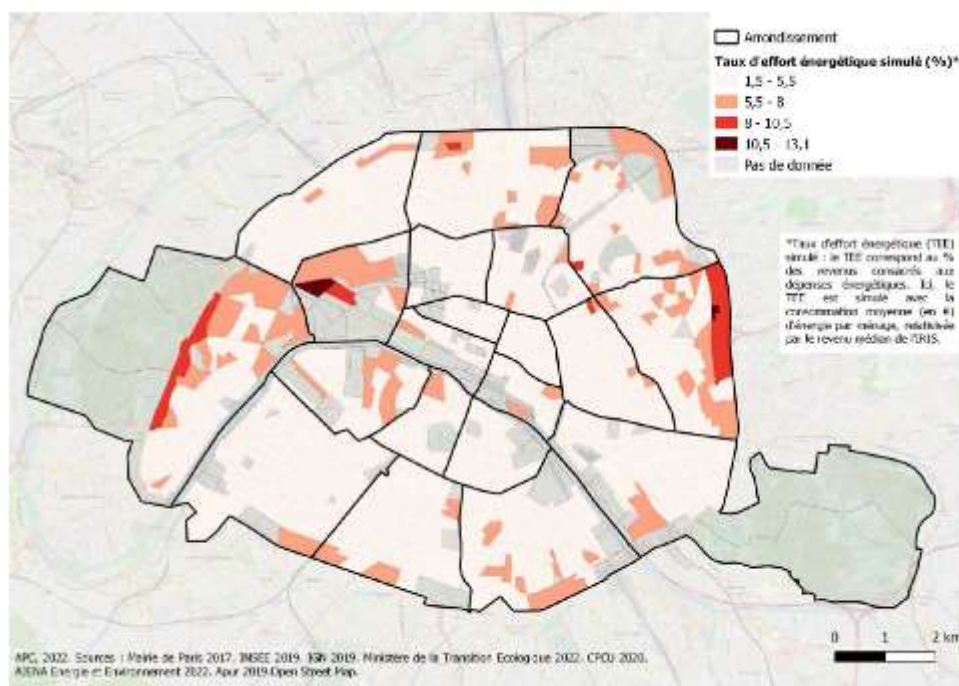 Arrondissement
Taux d'effort énergétique simulé (%)*
1,5 - 5,5
5,5 - 8
8 - 10,5
10,5 - 13,1
Pas de donnée
*Taux d'effort énergétique (TEE)
simulé : le TEE correspond au %
des revenus consacrés aux
dépenses énergétiques. Ici, le
TEE est simulé avec la
consommation moyenne (en €)
d'énergie par ménage, relativisée
par le revenu médian de l'IRIS.
0 1 2 km
APC, 2022. Sources : Mairie de Paris 2017. INSEE 2019. IGN 2019. Ministère de la Transition Ecologique 2022. CPCU 2020.
Energie et Environnement 2022. Apur 2019 Open Street Map.